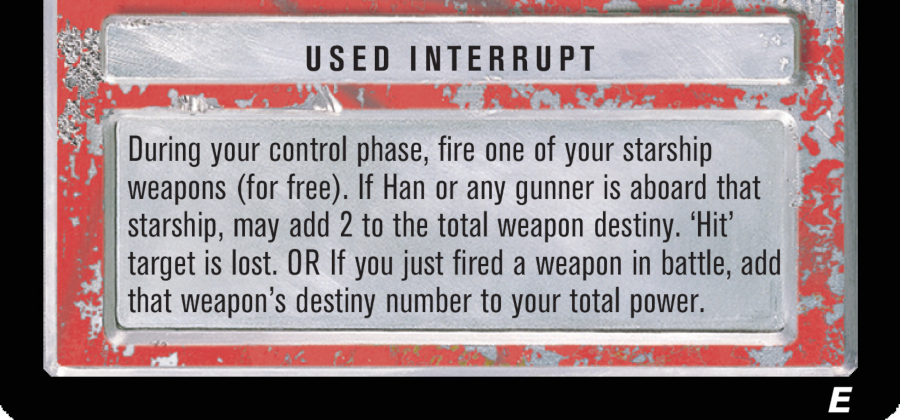 USED INTERRUPT
During your control phase, fire one of your starship
weapons (for free). If Han or any gunner is aboard that
starship, may add 2 to the total weapon destiny. ‘Hit’
target is lost. OR If you just fired a weapon in battle, add
that weapon’s destiny number to your total power.
E